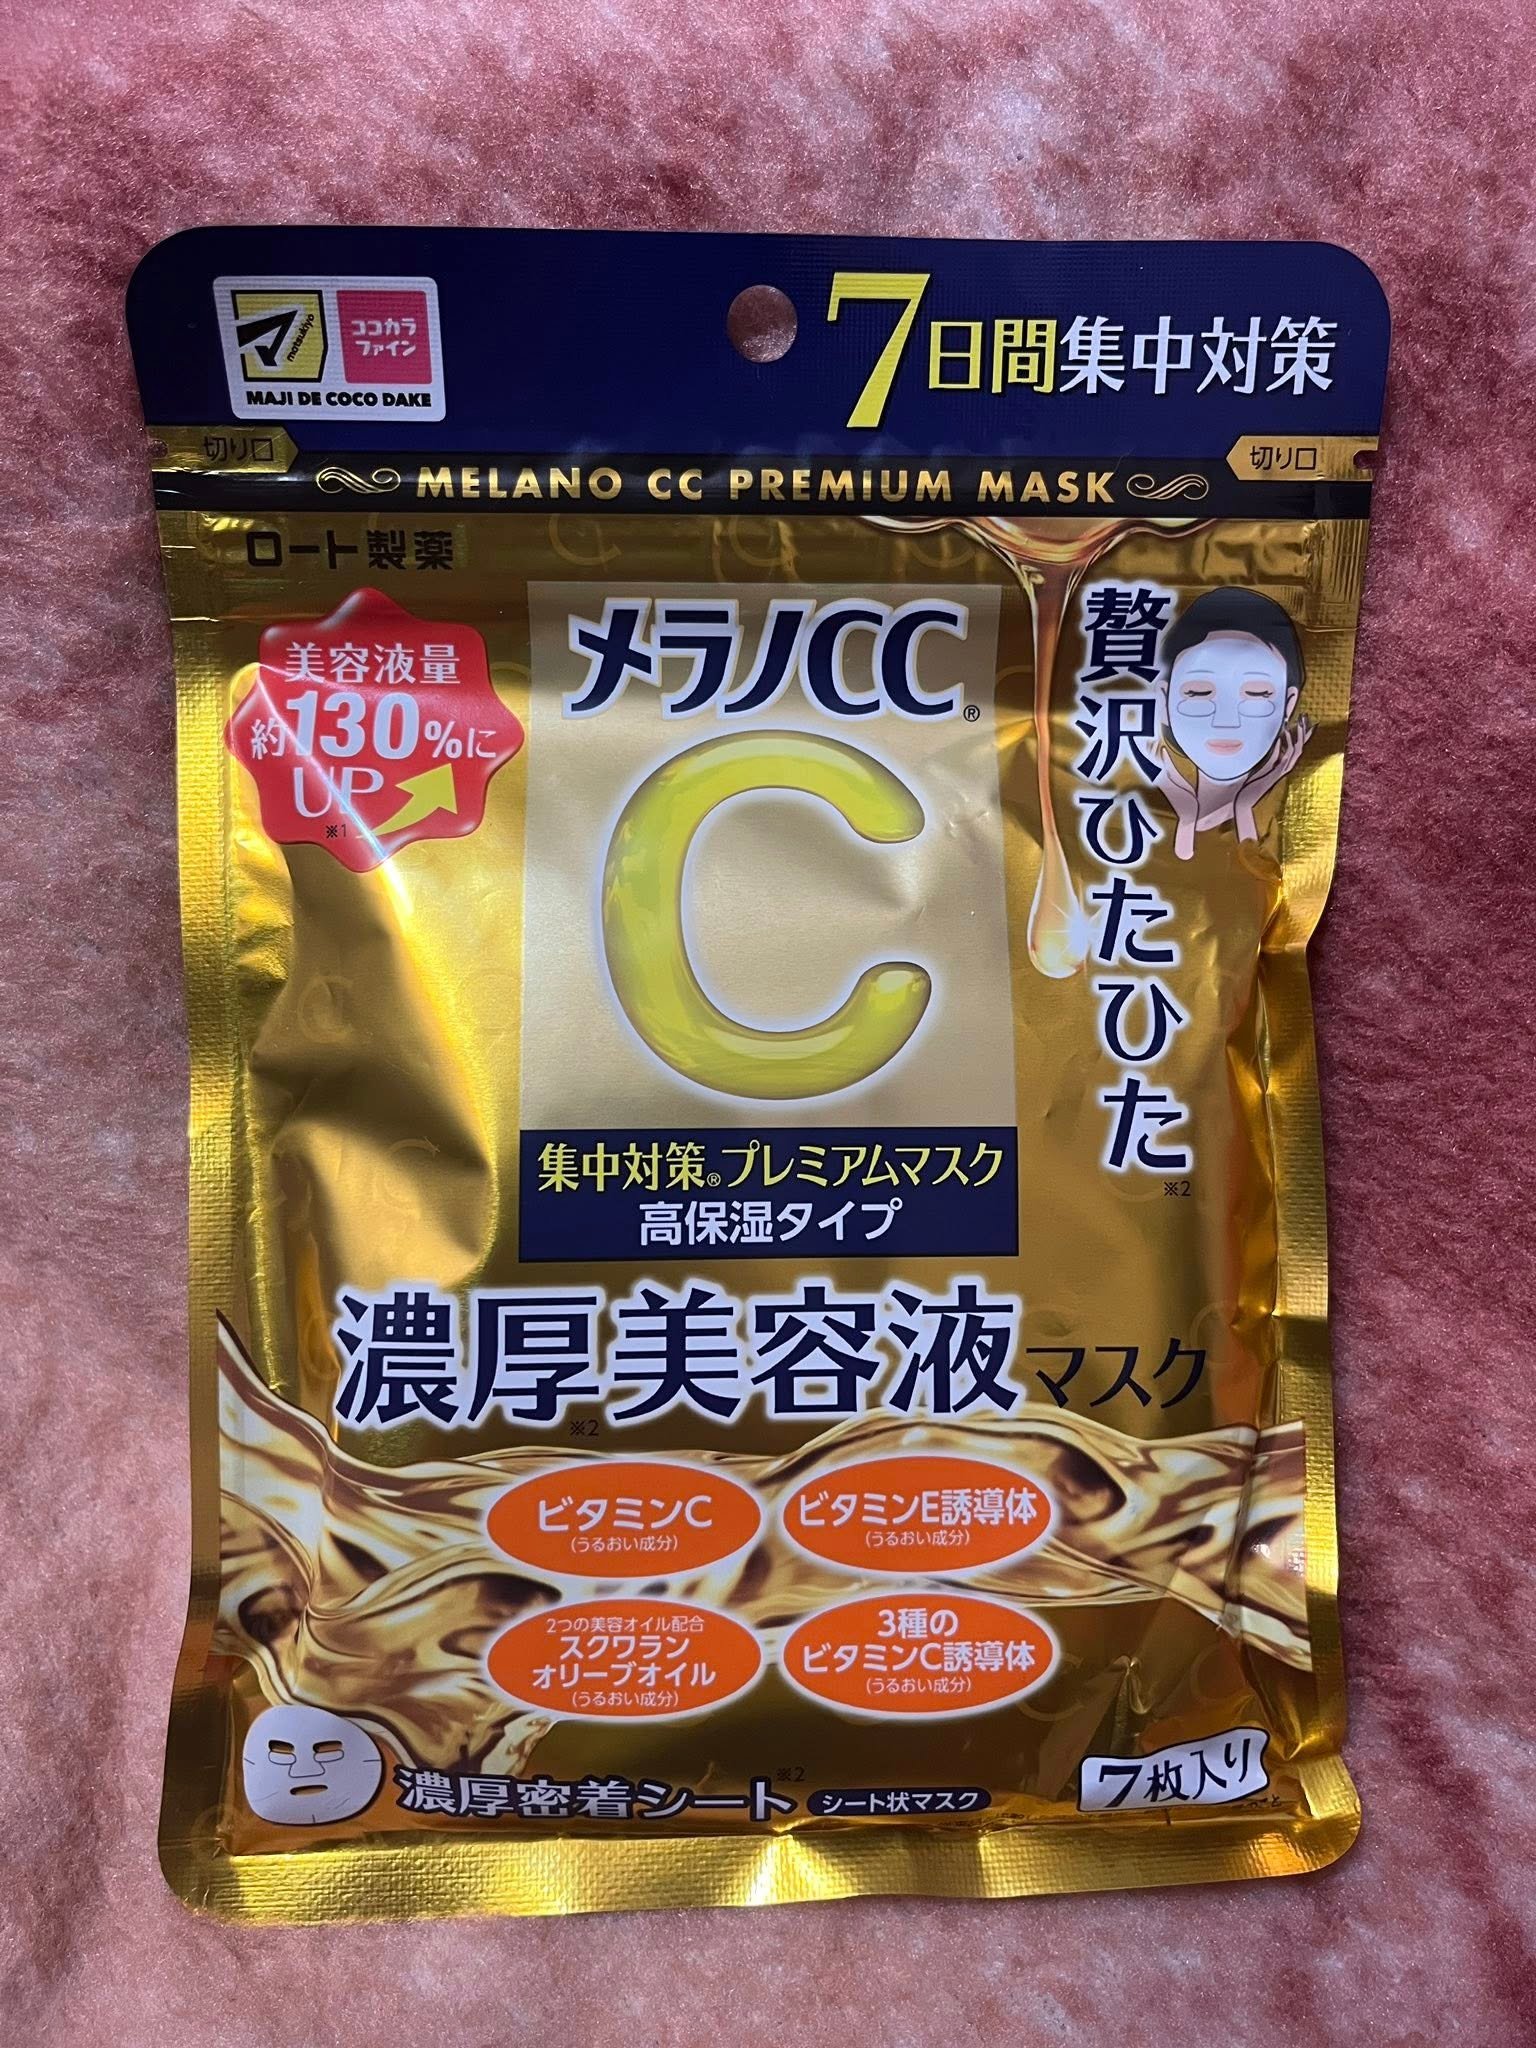 matsukiyo
ココカラ
ファイン
MAJI DE COCO DAKE
7日間集中対策
切り口
切り口
MELANO CC PREMIUM MASK
ロート製薬
美容液量
約130%に
UP
※1
メラノCC®
C
贅沢ひたひた
※2
集中対策®プレミアムマスク
高保湿タイプ
濃厚美容液マスク
※2
ビタミンC
(うるおい成分)
ビタミンE誘導体
(うるおい成分)
2つの美容オイル配合
スクワラン
オリーブオイル
(うるおい成分)
3種の
ビタミンC誘導体
(うるおい成分)
濃厚密着シート※2
シート状マスク
7枚入り